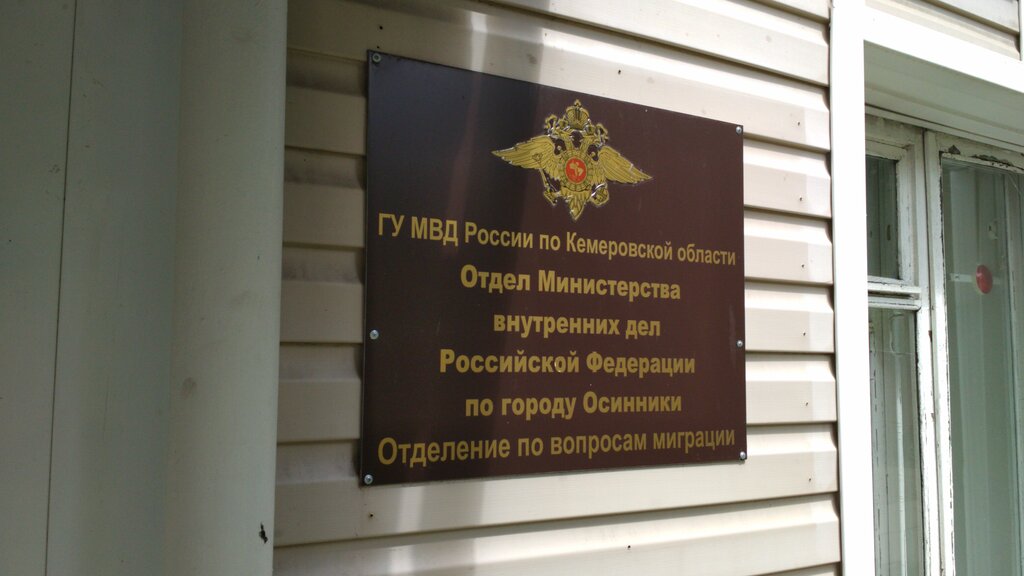 ГУ МВД России по Кемеровской области
Отдел Министерства
внутренних дел
Российской Федерации
по городу Осинники
Отделение по вопросам миграции